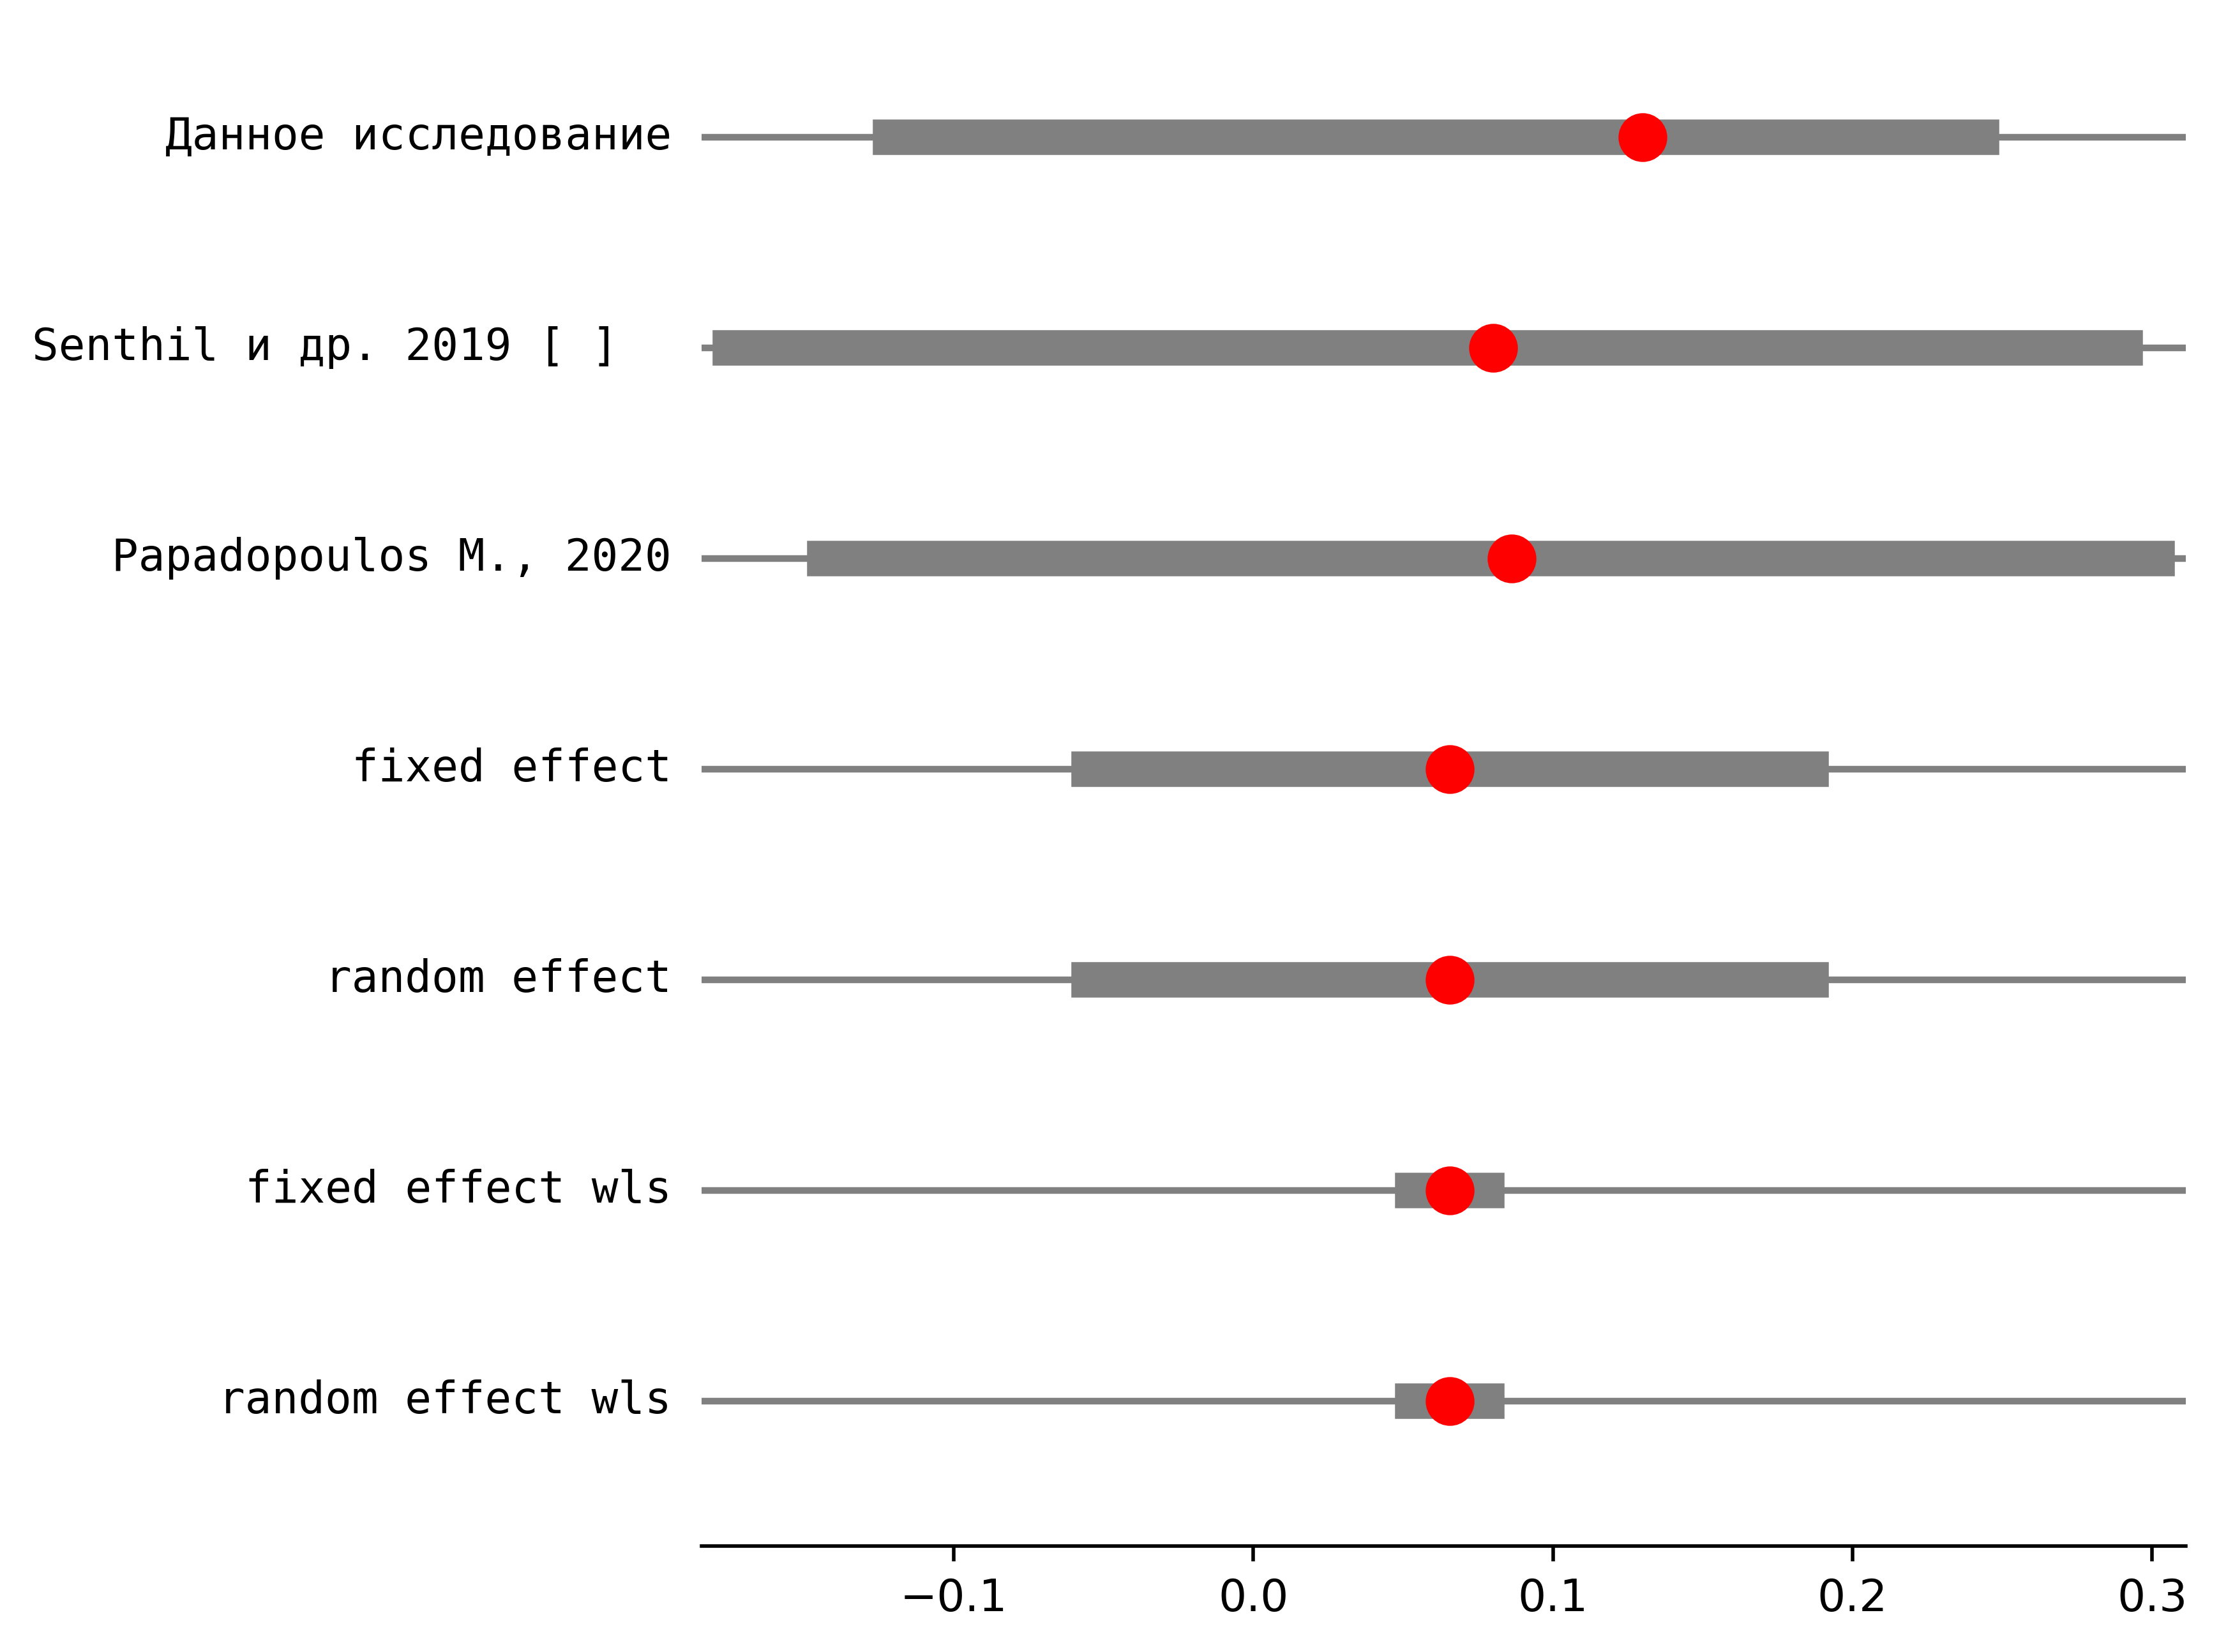 Данное исследование
Senthil и др. 2019 [ ]
Papadopoulos M., 2020
fixed effect
random effect
fixed effect wls
random effect wls
−0.1 0.0 0.1 0.2 0.3